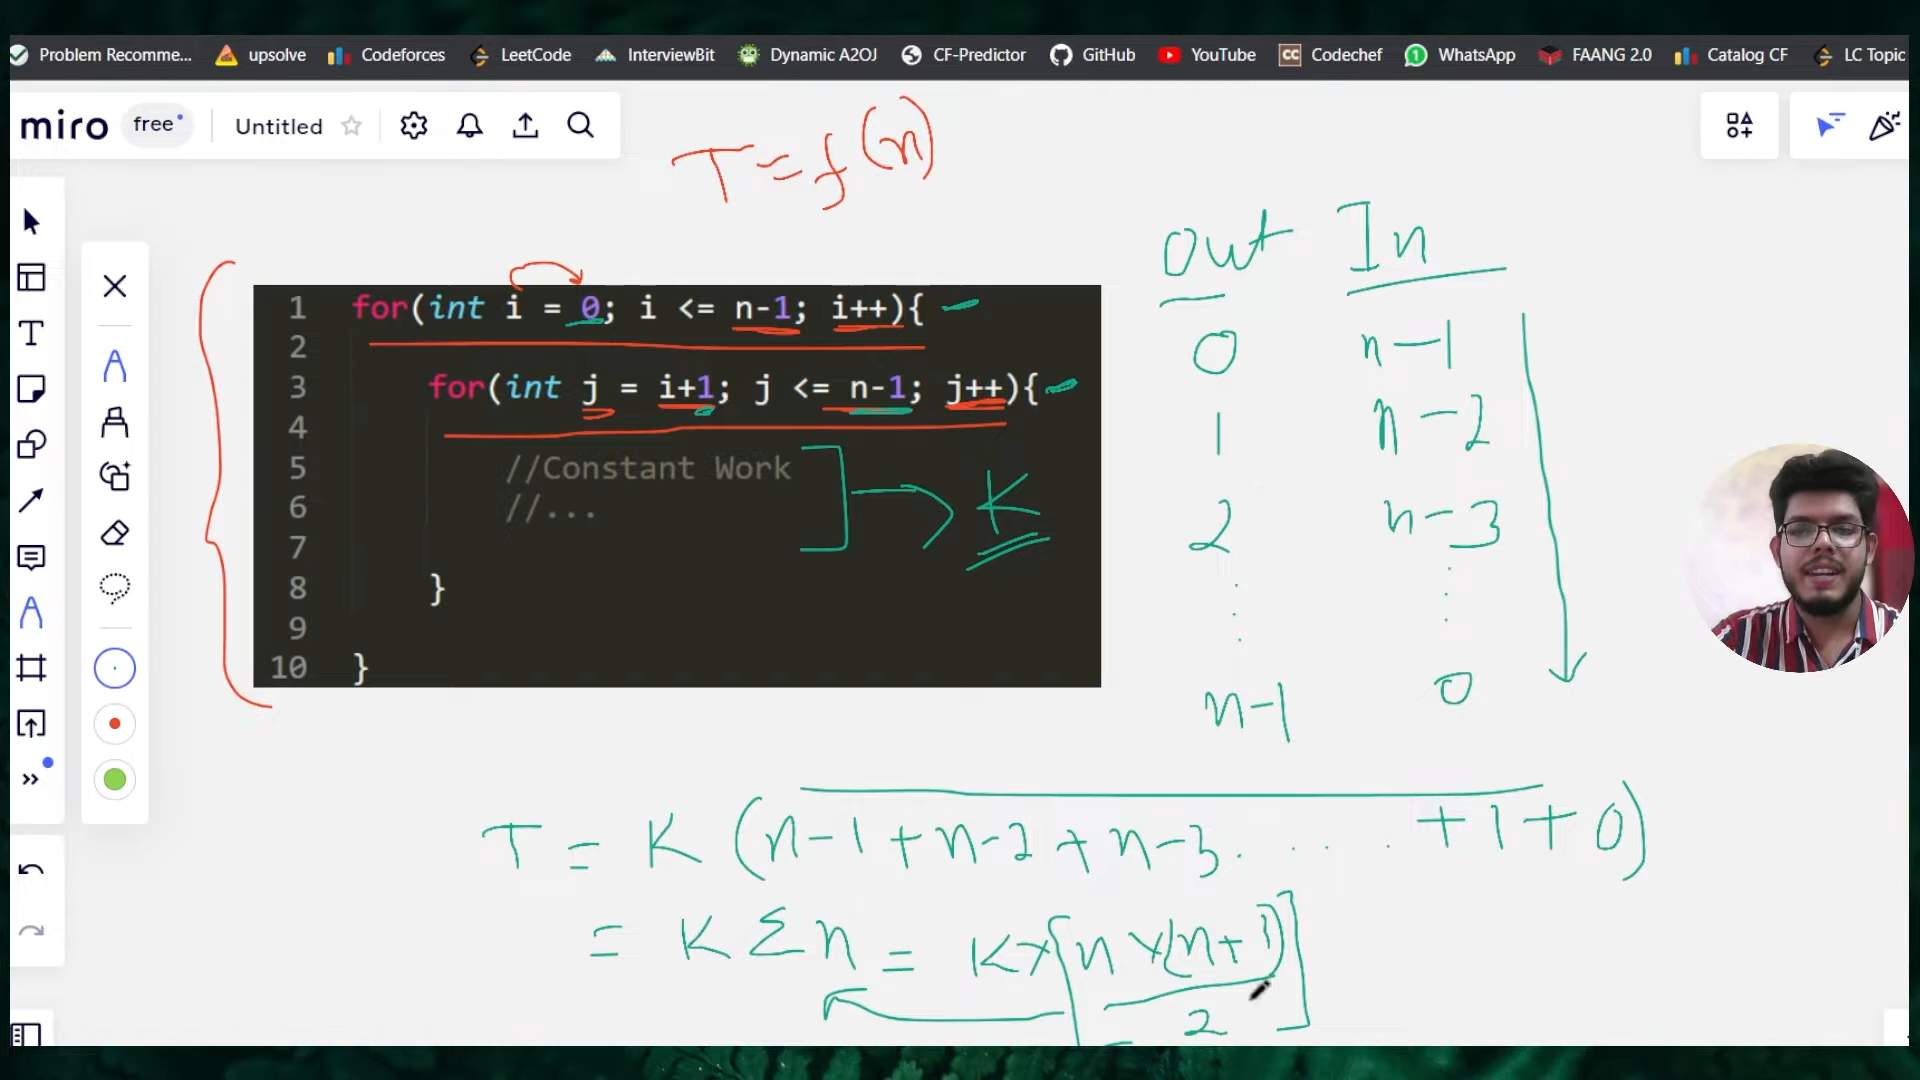 Problem Recomme... upsolve Codeforces LeetCode InterviewBit Dynamic A2OJ CF-Predictor GitHub YouTube Codechef WhatsApp FAANG 2.0 Catalog CF LC Topic
miro free Untitled
T = f(n)
Out In
0 n-1
1 n-2
2 n-3
n-1 0
1 for(int i = 0; i <= n-1; i++){
2
3 for(int j = i+1; j <= n-1; j++){
4
5 //Constant Work
6 //...
7
8 }
9
10 }
K
T = K (n-1 + n-2 + n-3 . . . . + 1 + 0)
= K Σ n = K × [n × (n+1) / 2]